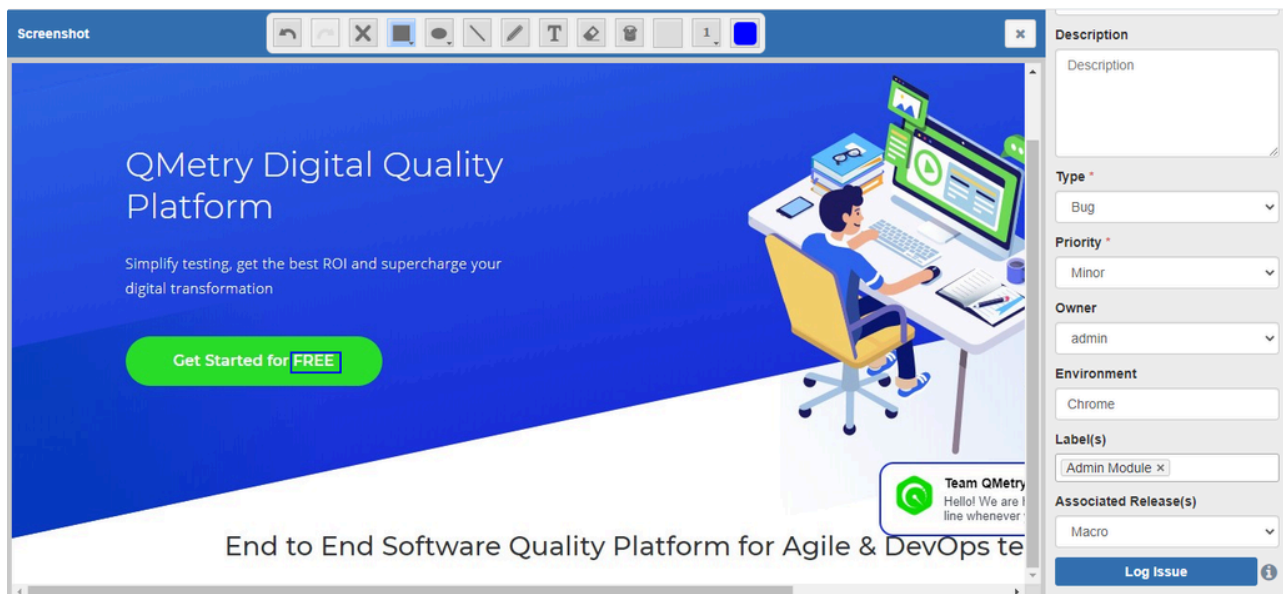 Screenshot
T
1
×
QMetry Digital Quality
Platform
Simplify testing, get the best ROI and supercharge your
digital transformation
Get Started for FREE
Team QMetry
Hello! We are
line whenever
End to End Software Quality Platform for Agile & DevOps te
Description
Description
Type *
Bug
Priority *
Minor
Owner
admin
Environment
Chrome
Label(s)
Admin Module ×
Associated Release(s)
Macro
Log Issue